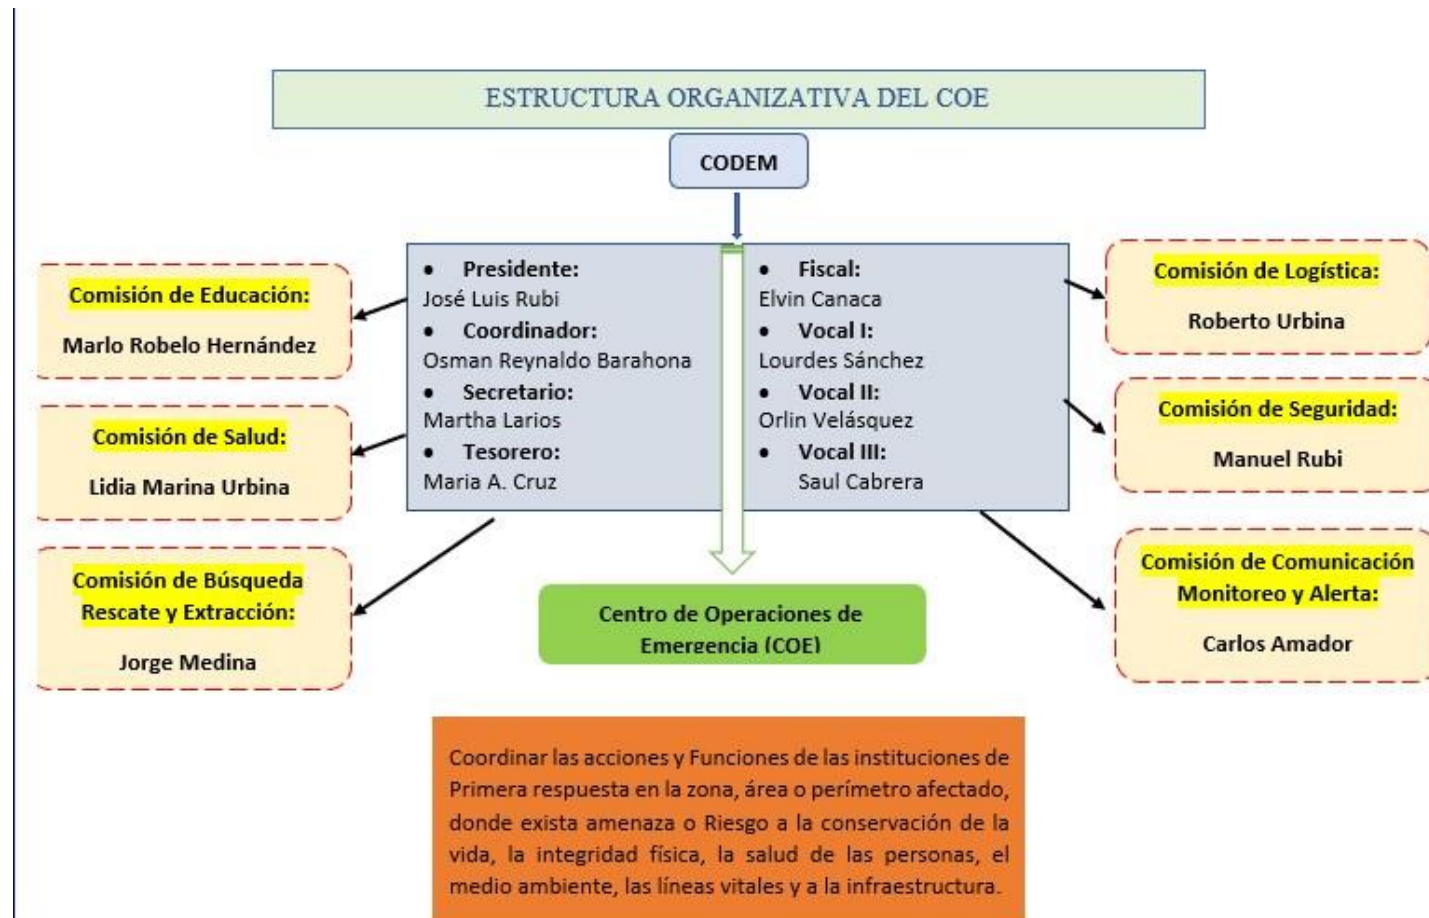 ESTRUCTURA ORGANIZATIVA DEL COE
CODEM
Comisión de Educación:
Marlo Robelo Hernández
Comisión de Salud:
Lidia Marina Urbina
Comisión de Búsqueda
Rescate y Extracción:
Jorge Medina
• Presidente:
José Luis Rubi
• Coordinador:
Osman Reynaldo Barahona
• Secretario:
Martha Larios
• Tesorero:
Maria A. Cruz
• Fiscal:
Elvin Canaca
• Vocal I:
Lourdes Sánchez
• Vocal II:
Orlin Velásquez
• Vocal III:
Saul Cabrera
Comisión de Logística:
Roberto Urbina
Comisión de Seguridad:
Manuel Rubi
Comisión de Comunicación
Monitoreo y Alerta:
Carlos Amador
Centro de Operaciones de
Emergencia (COE)
Coordinar las acciones y Funciones de las instituciones de
Primera respuesta en la zona, área o perímetro afectado,
donde exista amenaza o Riesgo a la conservación de la
vida, la integridad física, la salud de las personas, el
medio ambiente, las líneas vitales y a la infraestructura.